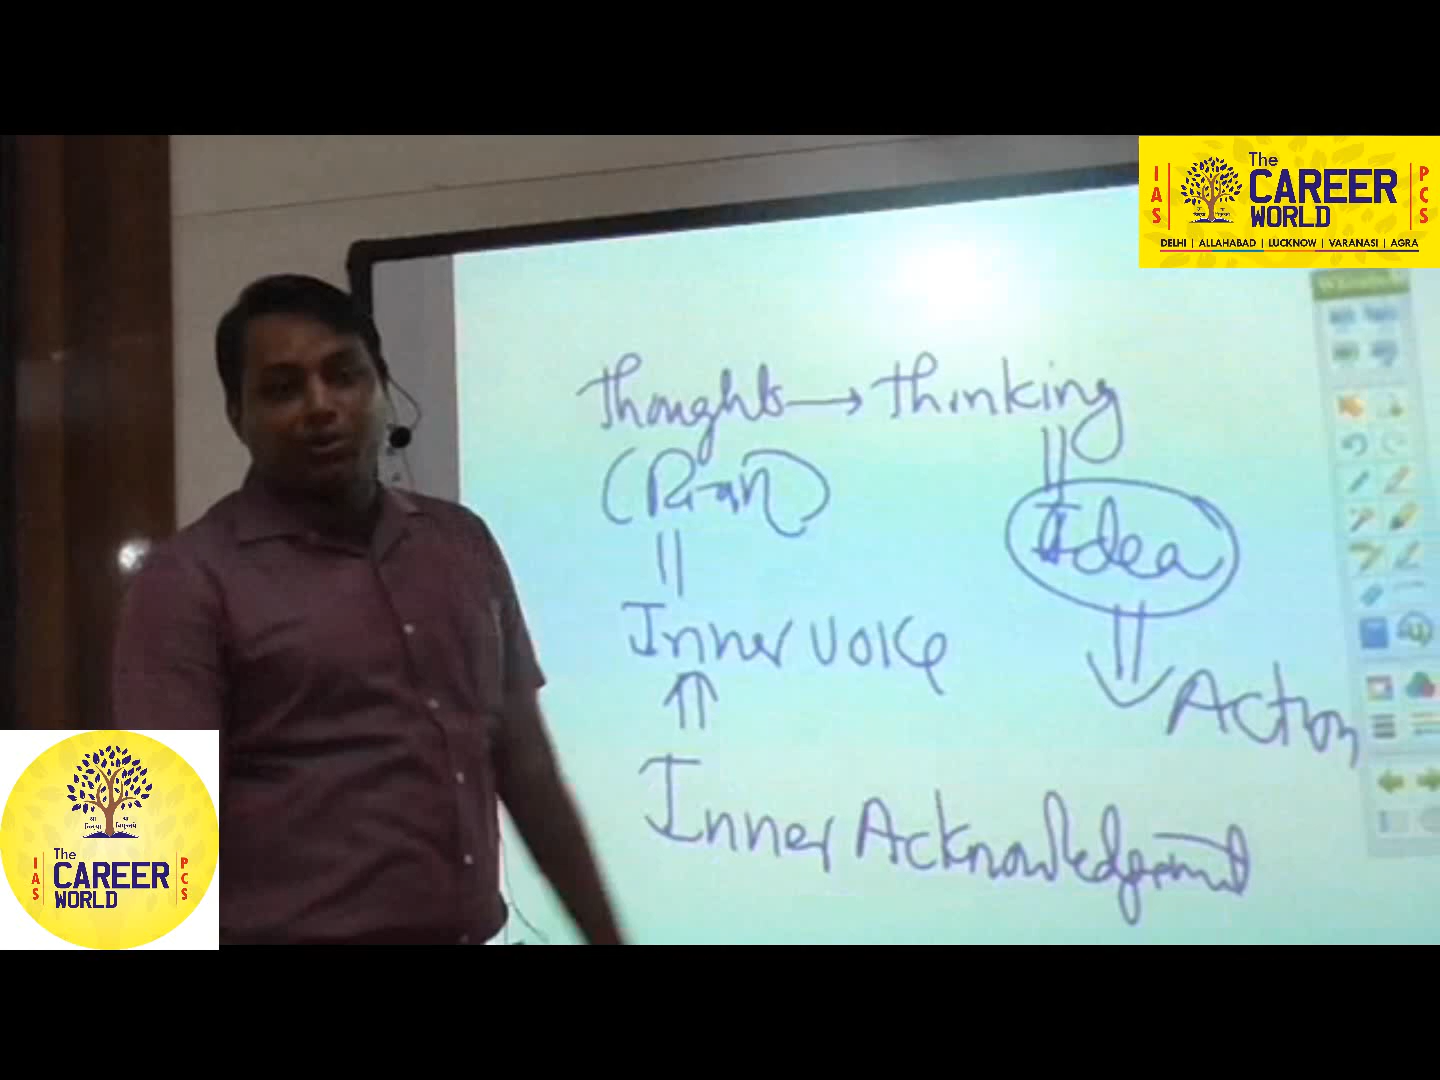 The
CAREER
WORLD
IAS
PCS
DELHI | ALLAHABAD | LUCKNOW | VARANASI | AGRA
thoughts → thinking
Idea
Inner voice
Action
Inner Acknowledgment
The
CAREER
WORLD
IAS
PCS